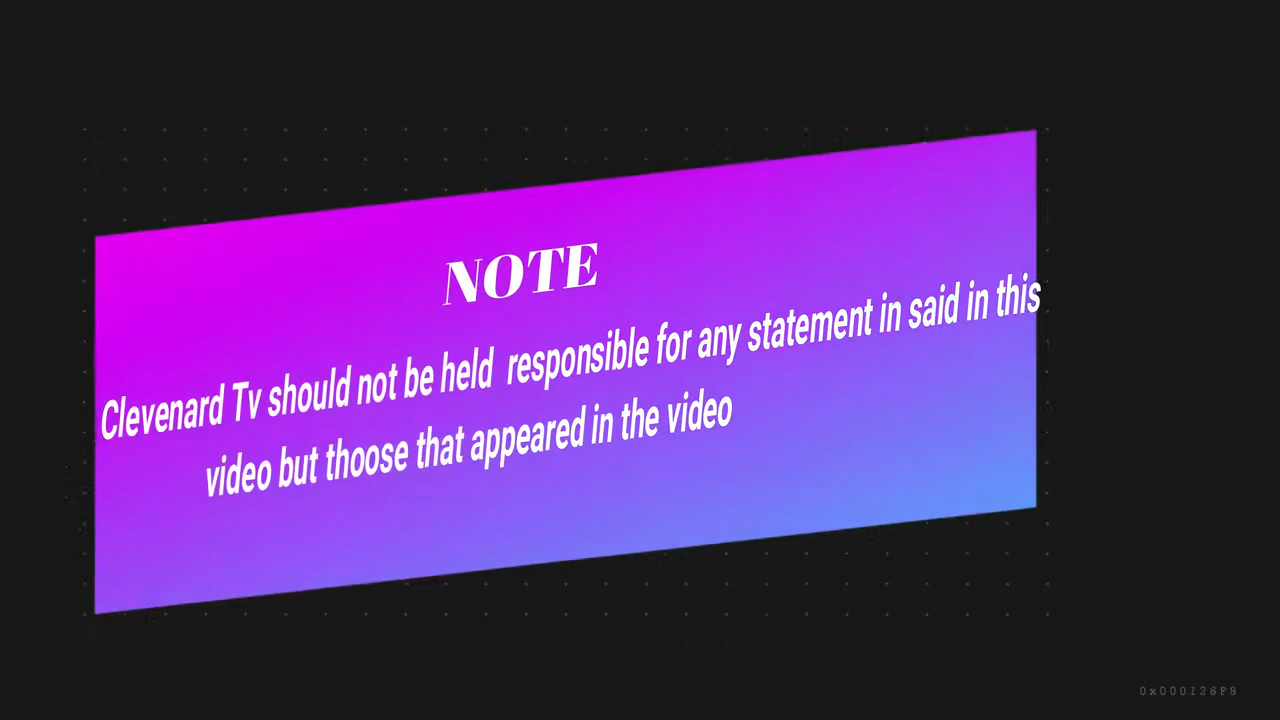 NOTE
Clevenard Tv should not be held responsible for any statement in said in this
video but thoose that appeared in the video
0x000126F8